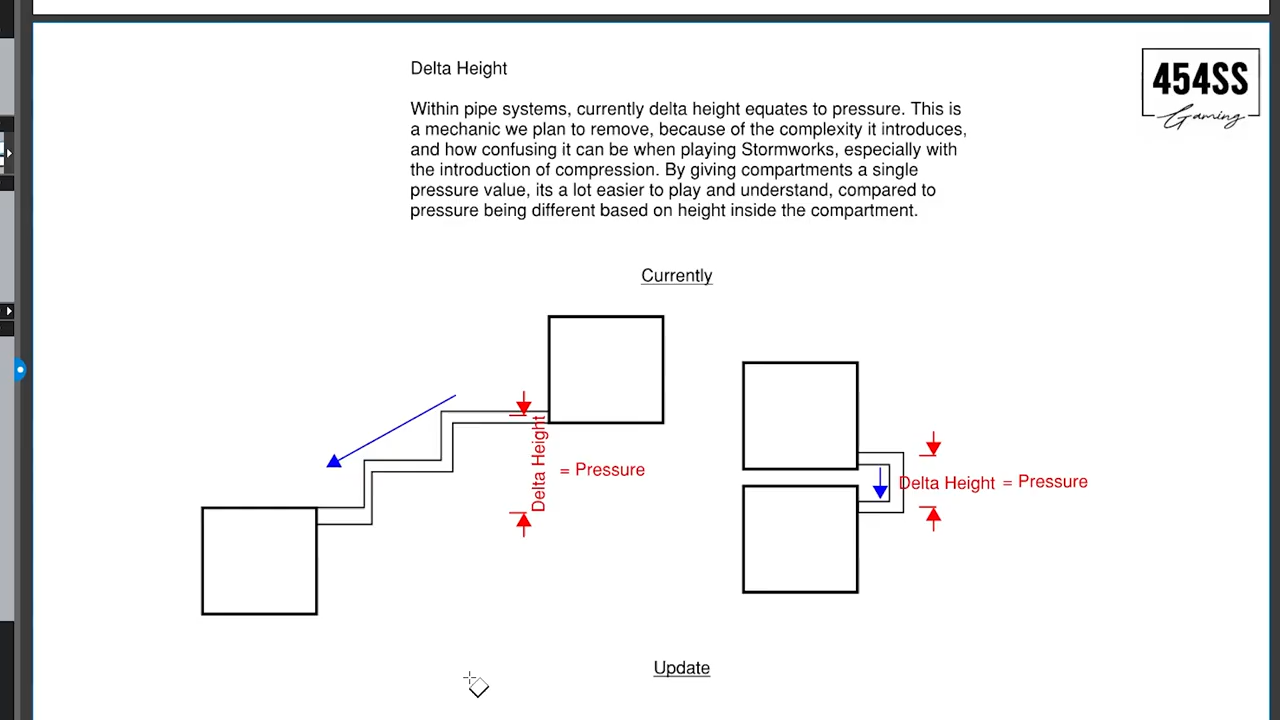 Delta Height
454SS
Gaming
Within pipe systems, currently delta height equates to pressure. This is
a mechanic we plan to remove, because of the complexity it introduces,
and how confusing it can be when playing Stormworks, especially with
the introduction of compression. By giving compartments a single
pressure value, its a lot easier to play and understand, compared to
pressure being different based on height inside the compartment.
Currently
Delta Height
= Pressure
Delta Height = Pressure
Update